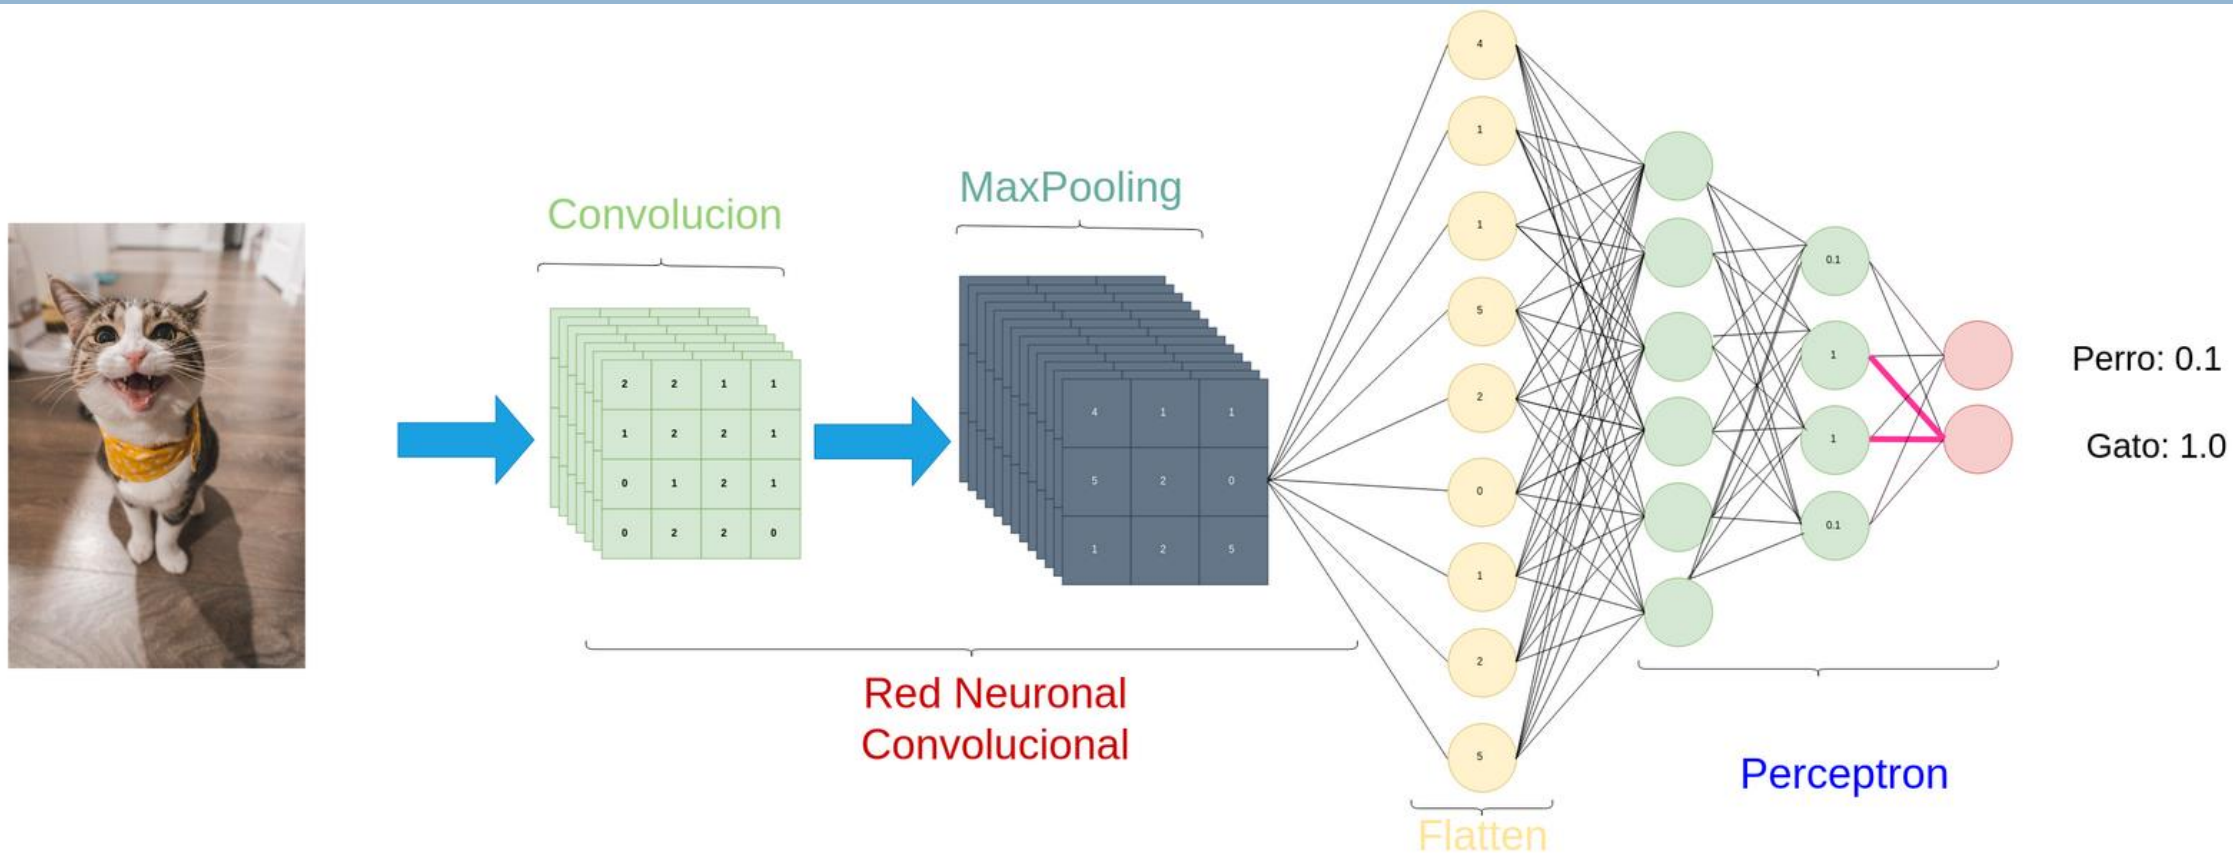 Convolucion
2 2 1 1
1 2 2 1
0 1 2 1
0 2 2 0
MaxPooling
4 1 1
5 2 0
1 2 5
Red Neuronal
Convolucional
4
1
1
5
2
0
1
2
5
Flatten
0.1
1
1
0.1
Perceptron
Perro: 0.1
Gato: 1.0